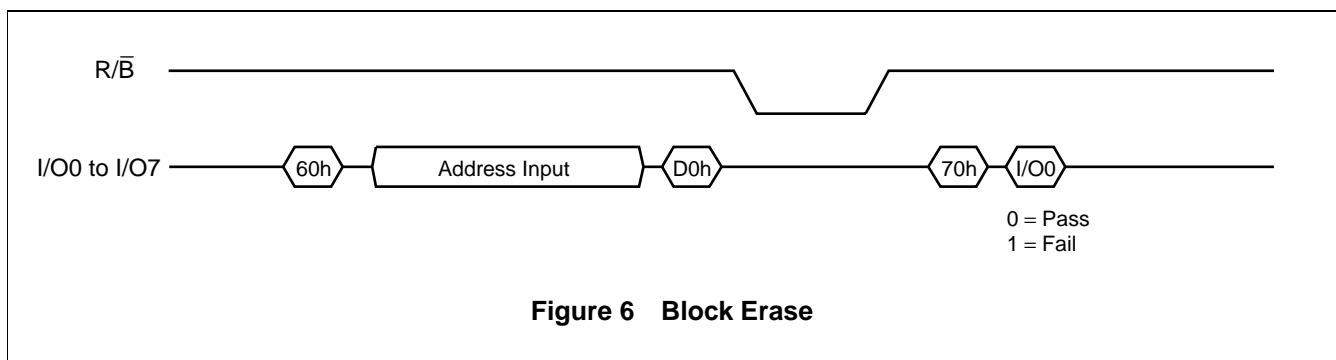 R/B̅
I/O0 to I/O7 60h Address Input D0h 70h I/O0
0 = Pass
1 = Fail
Figure 6 Block Erase